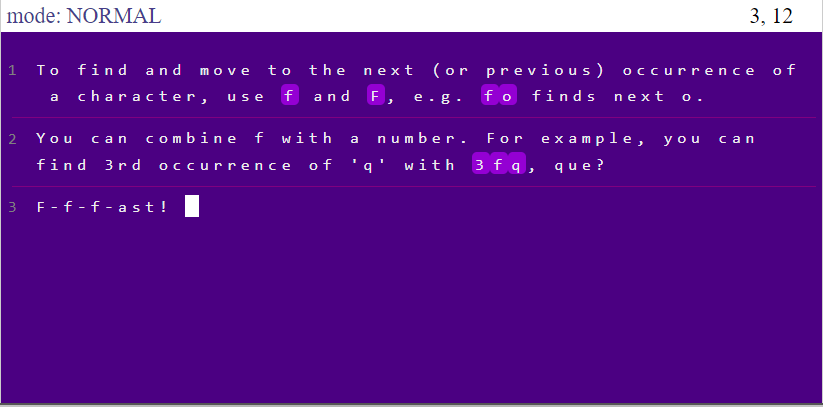 mode: NORMAL 3, 12
1 To find and move to the next (or previous) occurrence of
a character, use f and F, e.g. fo finds next o.
2 You can combine f with a number. For example, you can
find 3rd occurrence of 'q' with 3fq, que?
3 F-f-f-ast!